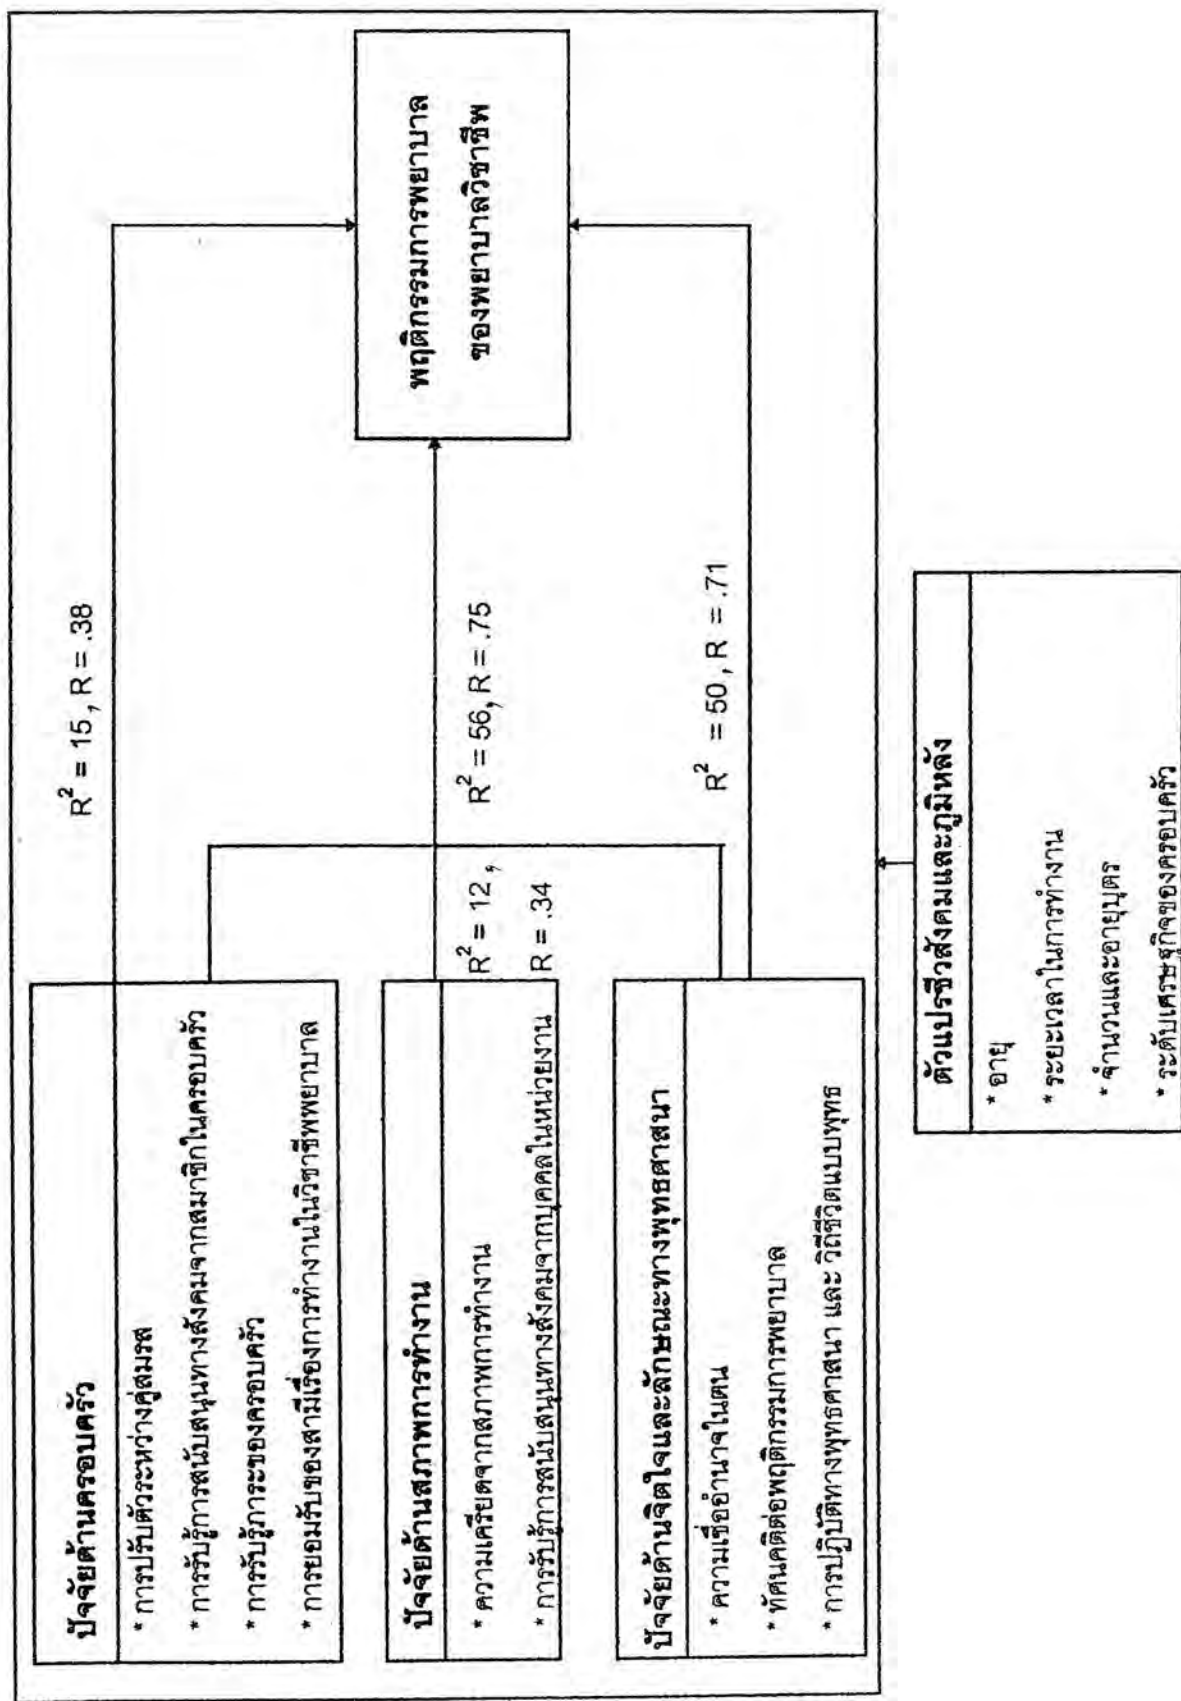 ปัจจัยด้านครอบครัว
* การปรับตัวระหว่างคู่สมรส
* การรับรู้การสนับสนุนทางสังคมจากสมาชิกในครอบครัว
* การรับรู้ภาระของครอบครัว
* การยอมรับของสามีเรื่องการทำงานในวิชาชีพพยาบาล
R² = 15 , R = .38
ปัจจัยด้านสภาพการทำงาน
* ความเครียดจากสภาพการทำงาน
* การรับรู้การสนับสนุนทางสังคมจากบุคคลในหน่วยงาน
R² = 12 ,
R = .34
R² = 56, R = .75
พฤติกรรมการพยาบาล
ของพยาบาลวิชาชีพ
ปัจจัยด้านจิตใจและลักษณะทางพุทธศาสนา
* ความเชื่ออำนาจในตน
* ทัศนคติต่อพฤติกรรมการพยาบาล
* การปฏิบัติทางพุทธศาสนา และ วิถีชีวิตแบบพุทธ
R² = 50 , R = .71
ตัวแปรชีวสังคมและภูมิหลัง
* อายุ
* ระยะเวลาในการทำงาน
* จำนวนและอายุบุตร
* ระดับเศรษฐกิจของครอบครัว